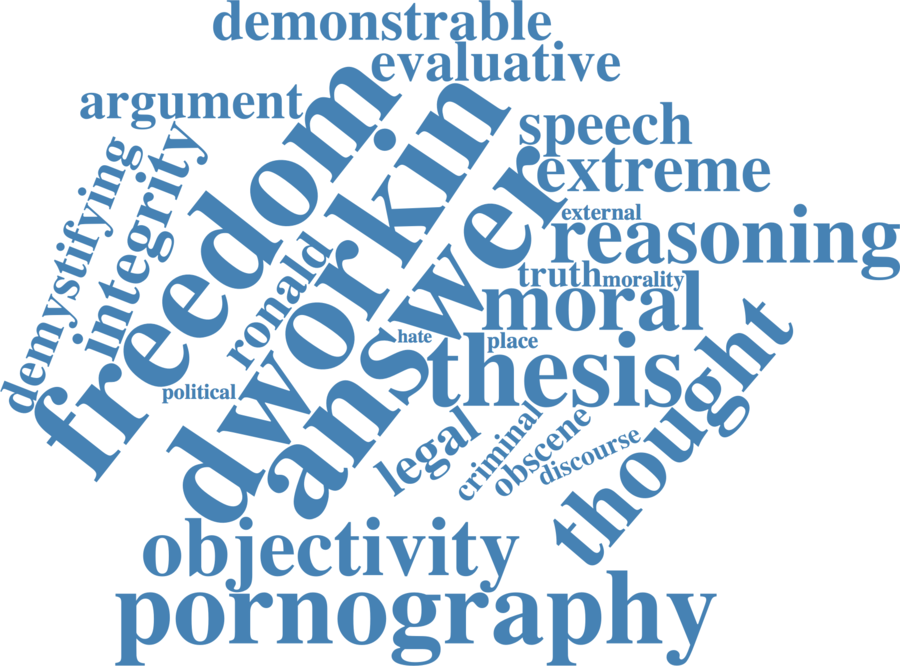 demonstrable
evaluative
argument
speech
extreme
demystifying
integrity
freedom
ronald
dworkin
answer
external
reasoning
truth
morality
moral
hate
place
thesis
political
thought
legal
criminal
obscene
discourse
objectivity
pornography